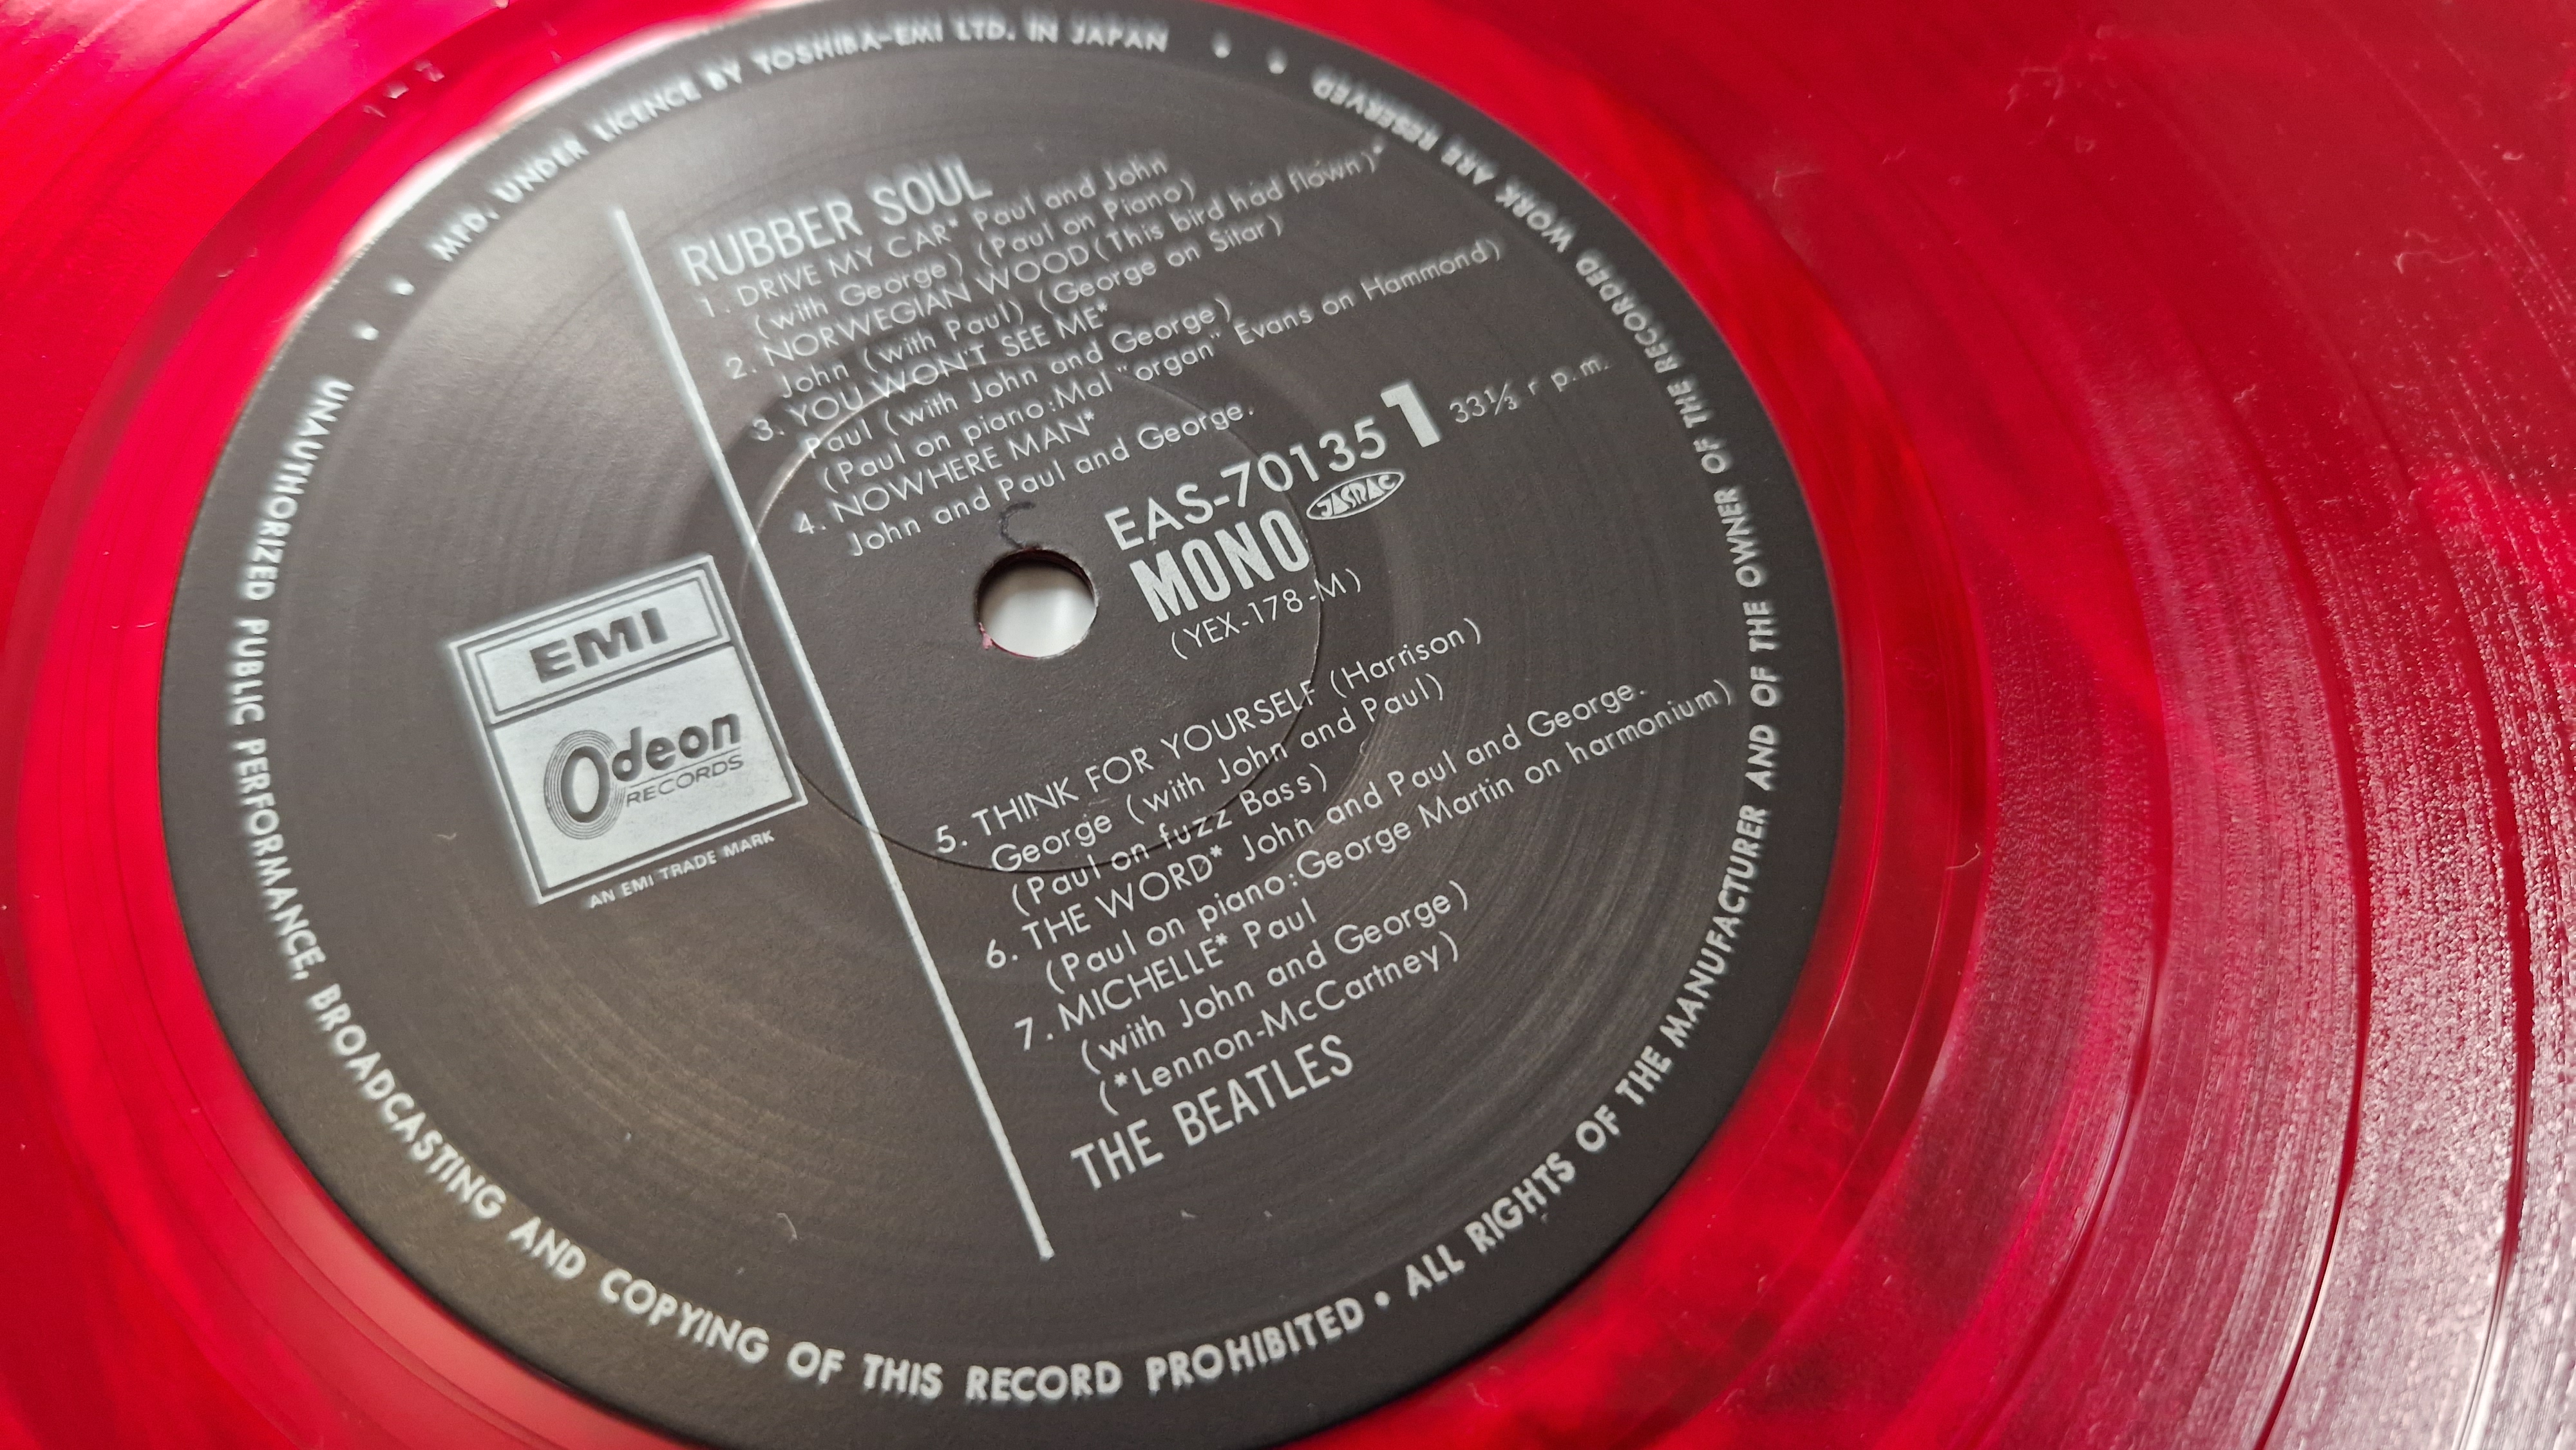 MFD. UNDER LICENCE BY TOSHIBA-EMI LTD. IN JAPAN
RUBBER SOUL
1. DRIVE MY CAR* Paul and John
(with George) (Paul on Piano)
2. NORWEGIAN WOOD (This bird had flown)*
John (with Paul) (George on Sitar)
3. YOU WON'T SEE ME*
Paul (with John and George)
(Paul on piano:Mal "organ" Evans on Hammond)
4. NOWHERE MAN*
John and Paul and George.
EAS-70135 1 33⅓ r p.m.
MONO JASRAC
(YEX-178-M)
EMI
Odeon
RECORDS
AN EMI TRADE MARK
5. THINK FOR YOURSELF (Harrison)
George (with John and Paul)
(Paul on fuzz Bass)
6. THE WORD* John and Paul and George.
(Paul on piano:George Martin on harmonium)
7. MICHELLE* Paul
(with John and George)
(*Lennon-McCartney)
THE BEATLES
UNAUTHORIZED PUBLIC PERFORMANCE, BROADCASTING AND COPYING OF THIS RECORD PROHIBITED • ALL RIGHTS OF THE MANUFACTURER AND OF THE OWNER OF THE RECORDED WORK ARE RESERVED